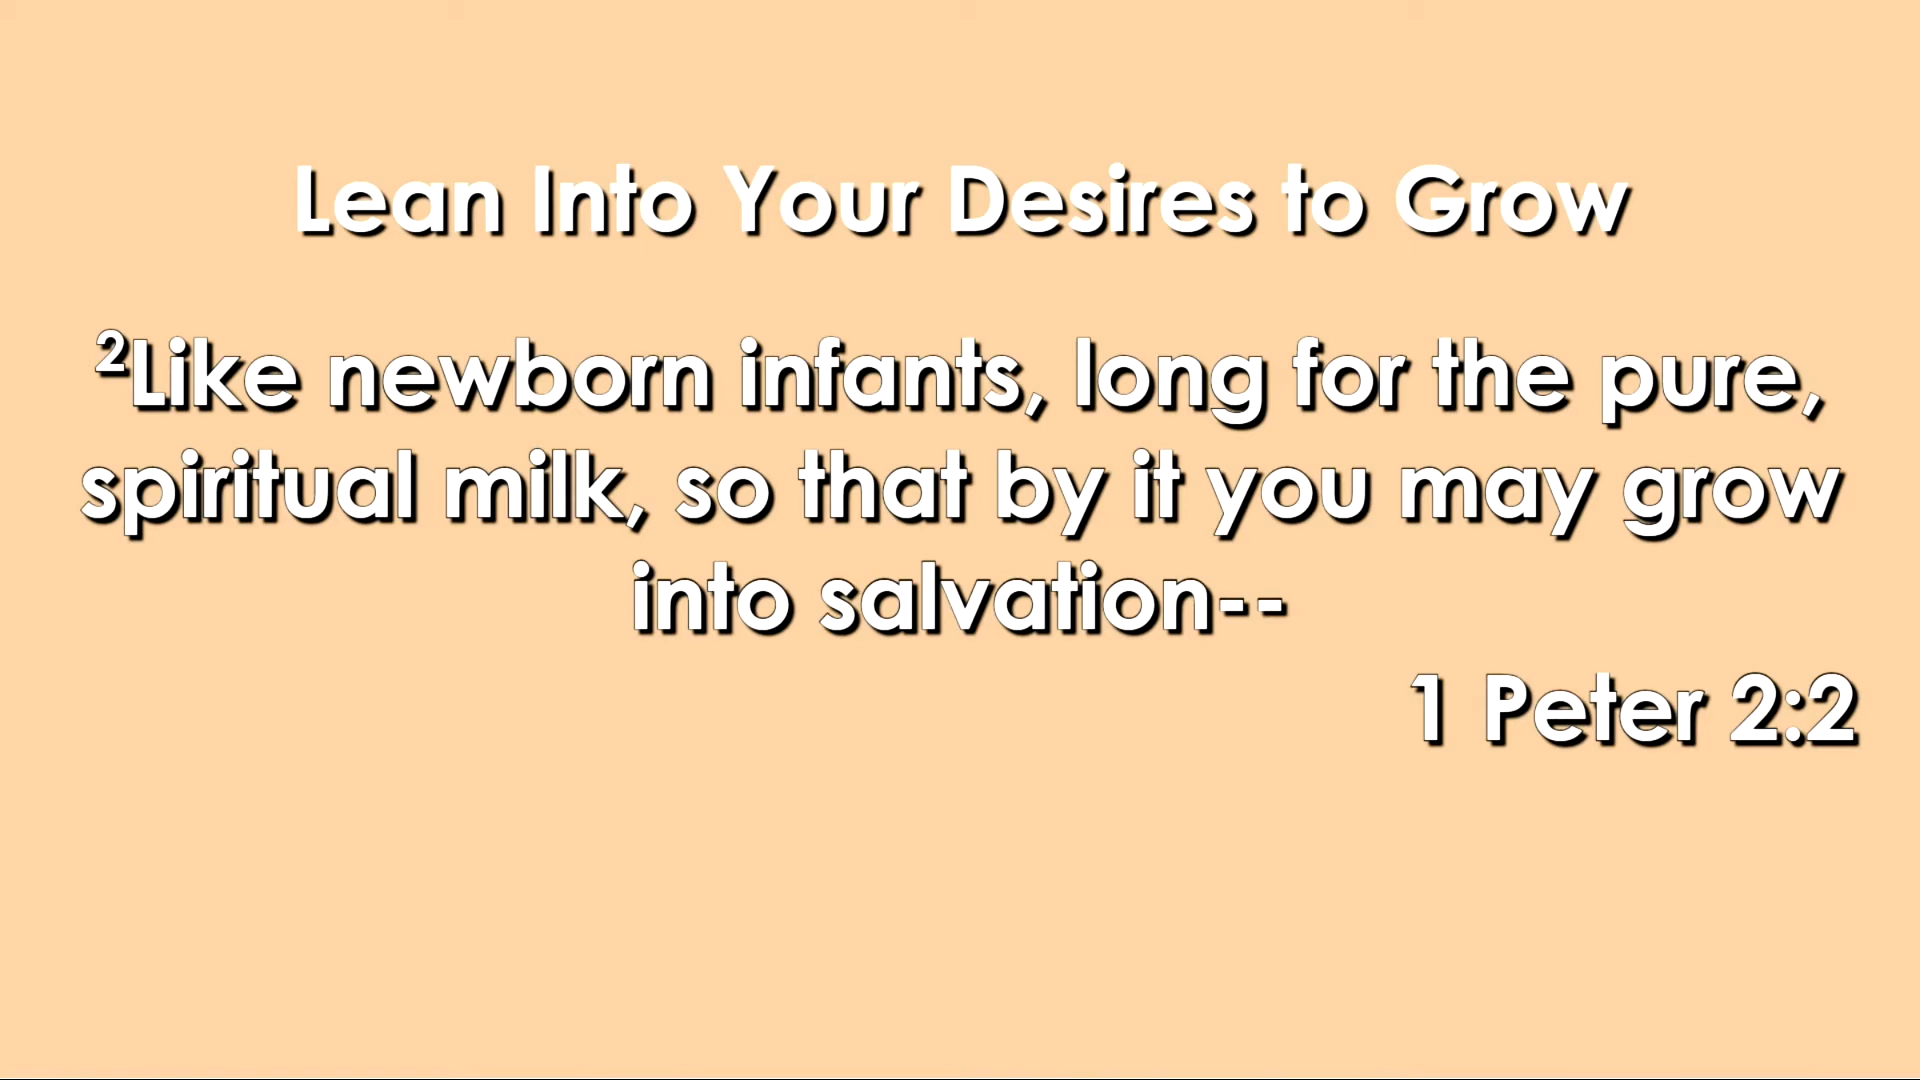 Lean Into Your Desires to Grow
²Like newborn infants, long for the pure,
spiritual milk, so that by it you may grow
into salvation--
1 Peter 2:2